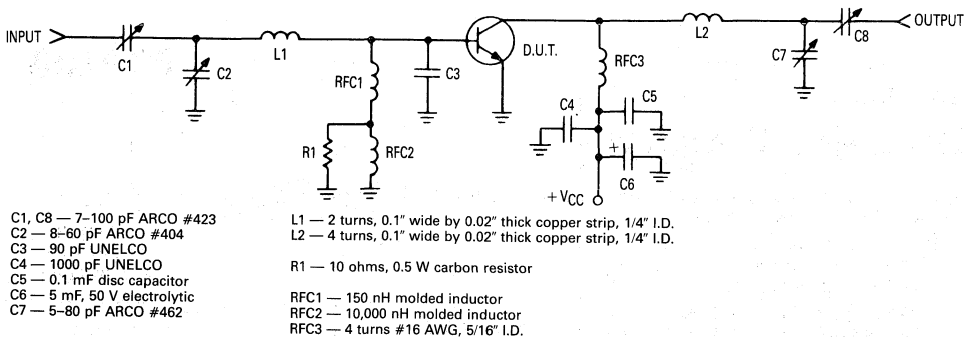 INPUT
C1
C2
L1
RFC1
C3
R1
RFC2
D.U.T.
RFC3
C4
C5
+
C6
+ VCC
L2
C7
C8
OUTPUT
C1, C8 — 7–100 pF ARCO #423
C2 — 8–60 pF ARCO #404
C3 — 90 pF UNELCO
C4 — 1000 pF UNELCO
C5 — 0.1 mF disc capacitor
C6 — 5 mF, 50 V electrolytic
C7 — 5–80 pF ARCO #462
L1 — 2 turns, 0.1" wide by 0.02" thick copper strip, 1/4" I.D.
L2 — 4 turns, 0.1" wide by 0.02" thick copper strip, 1/4" I.D.
R1 — 10 ohms, 0.5 W carbon resistor
RFC1 — 150 nH molded inductor
RFC2 — 10,000 nH molded inductor
RFC3 — 4 turns #16 AWG, 5/16" I.D.